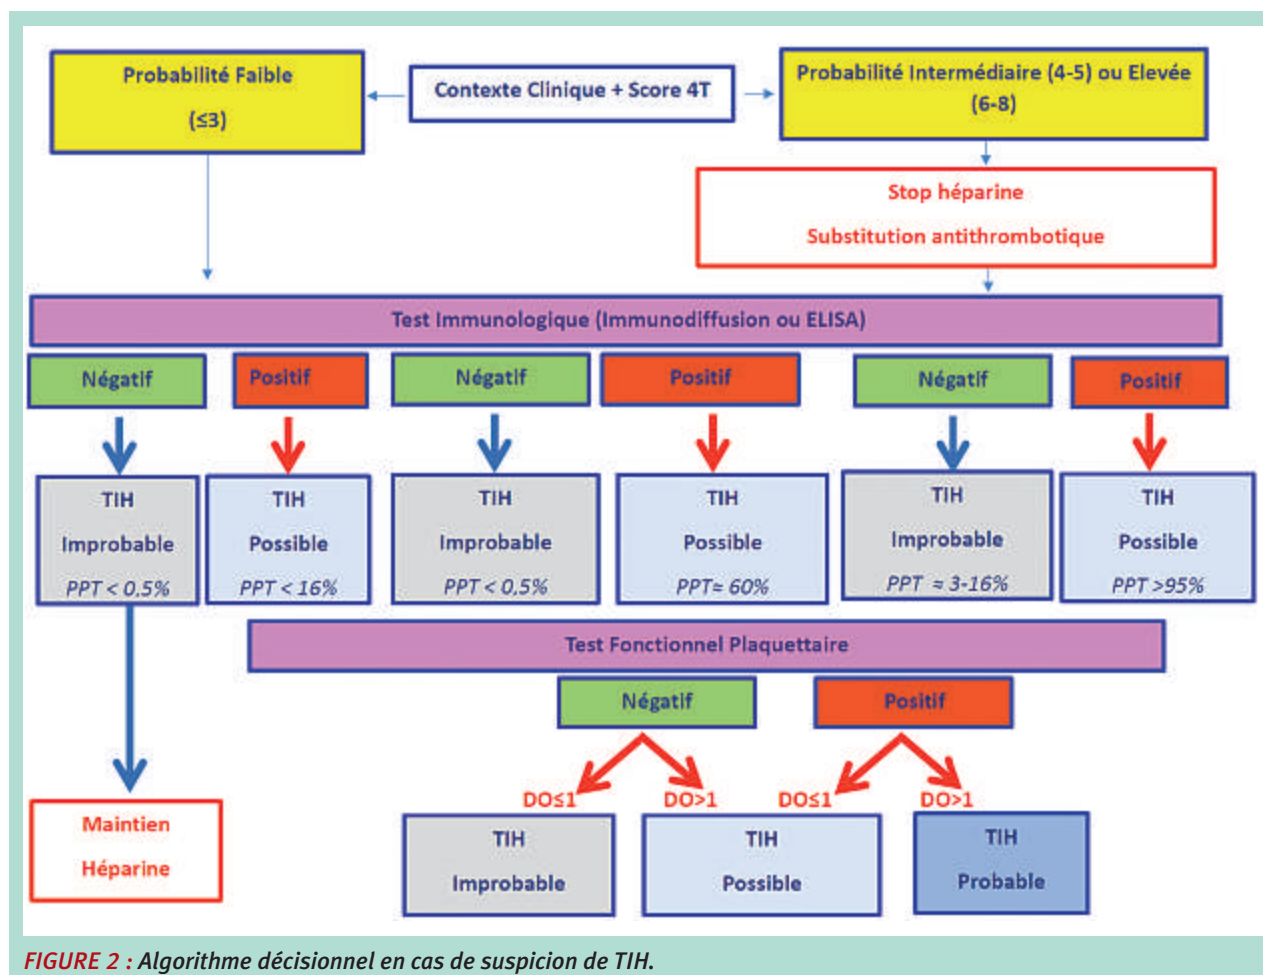 Probabilité Faible
(≤3)
Contexte Clinique + Score 4T
Probabilité Intermédiaire (4-5) ou Elevée
(6-8)
Stop héparine
Substitution antithrombotique
Test Immunologique (Immunodiffusion ou ELISA)
Négatif
Positif
Négatif
Positif
Négatif
Positif
TIH
Improbable
PPT < 0.5%
TIH
Possible
PPT < 16%
TIH
Improbable
PPT < 0,5%
TIH
Possible
PPT≈ 60%
TIH
Improbable
PPT ≈ 3-16%
TIH
Possible
PPT >95%
Test Fonctionnel Plaquettaire
Négatif
Positif
DO≤1
DO>1
DO≤1
DO>1
Maintien
Héparine
TIH
Improbable
TIH
Possible
TIH
Probable
FIGURE 2 : Algorithme décisionnel en cas de suspicion de TIH.